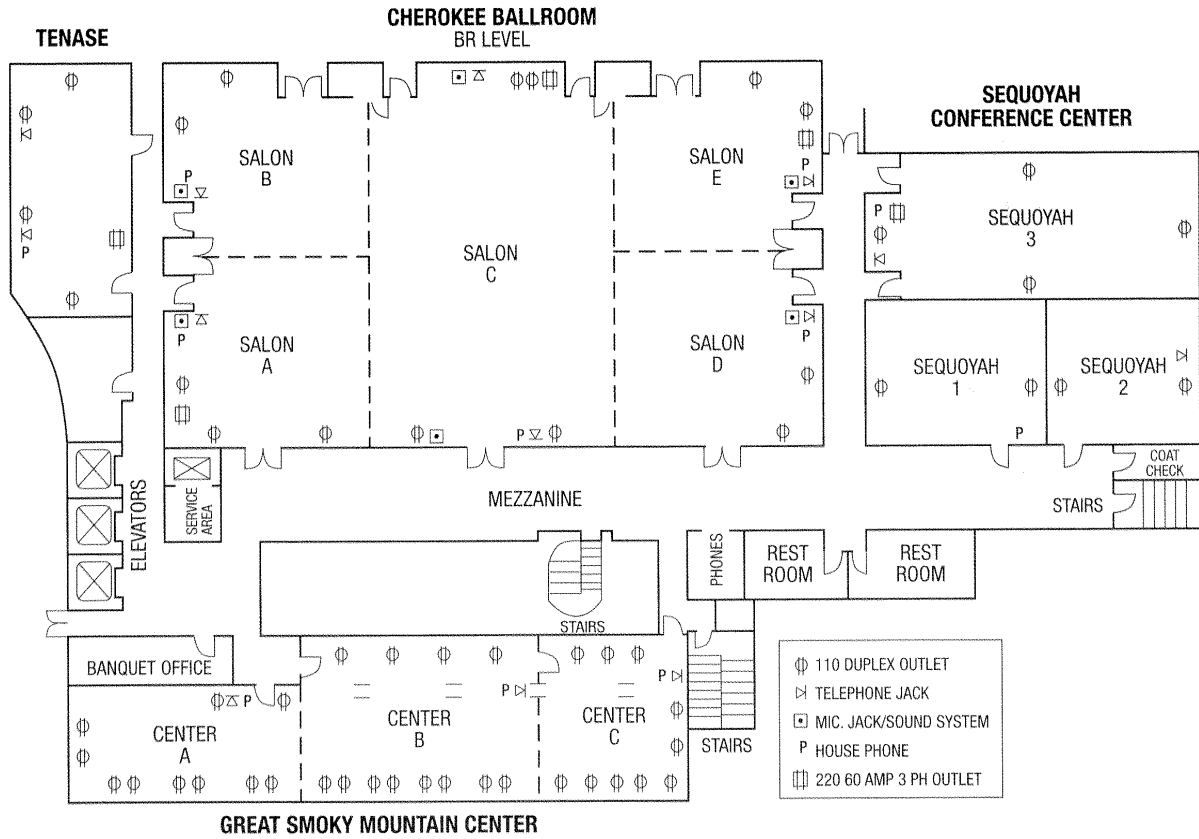 CHEROKEE BALLROOM
BR LEVEL
TENASE
SEQUOYAH
CONFERENCE CENTER
SALON
B
P
SALON
E
P
SALON
C
SEQUOYAH
3
P
P
SALON
A
P
SALON
D
P
SEQUOYAH
1
P
SEQUOYAH
2
P
COAT
CHECK
STAIRS
MEZZANINE
SERVICE
AREA
ELEVATORS
PHONES
REST
ROOM
REST
ROOM
STAIRS
BANQUET OFFICE
P
CENTER
A
P
CENTER
B
P
CENTER
C
STAIRS
110 DUPLEX OUTLET
TELEPHONE JACK
MIC. JACK/SOUND SYSTEM
P HOUSE PHONE
220 60 AMP 3 PH OUTLET
GREAT SMOKY MOUNTAIN CENTER